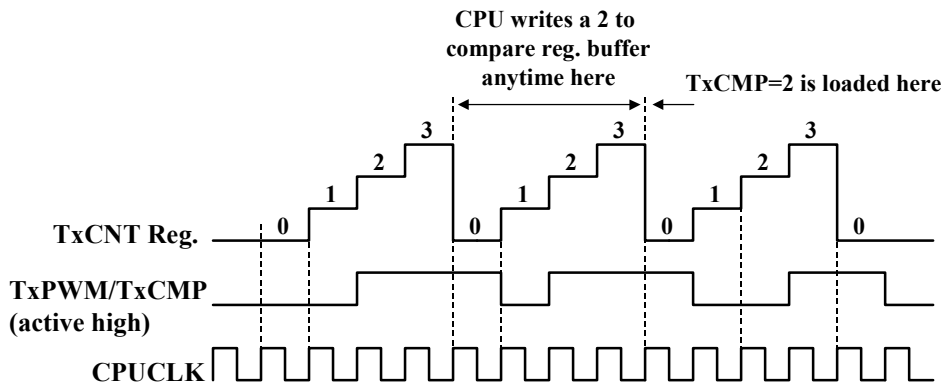 CPU writes a 2 to
compare reg. buffer
anytime here
TxCMP=2 is loaded here
3 3 3
2 2 2
1 1 1
0 0 0 0
TxCNT Reg.
TxPWM/TxCMP
(active high)
CPUCLK